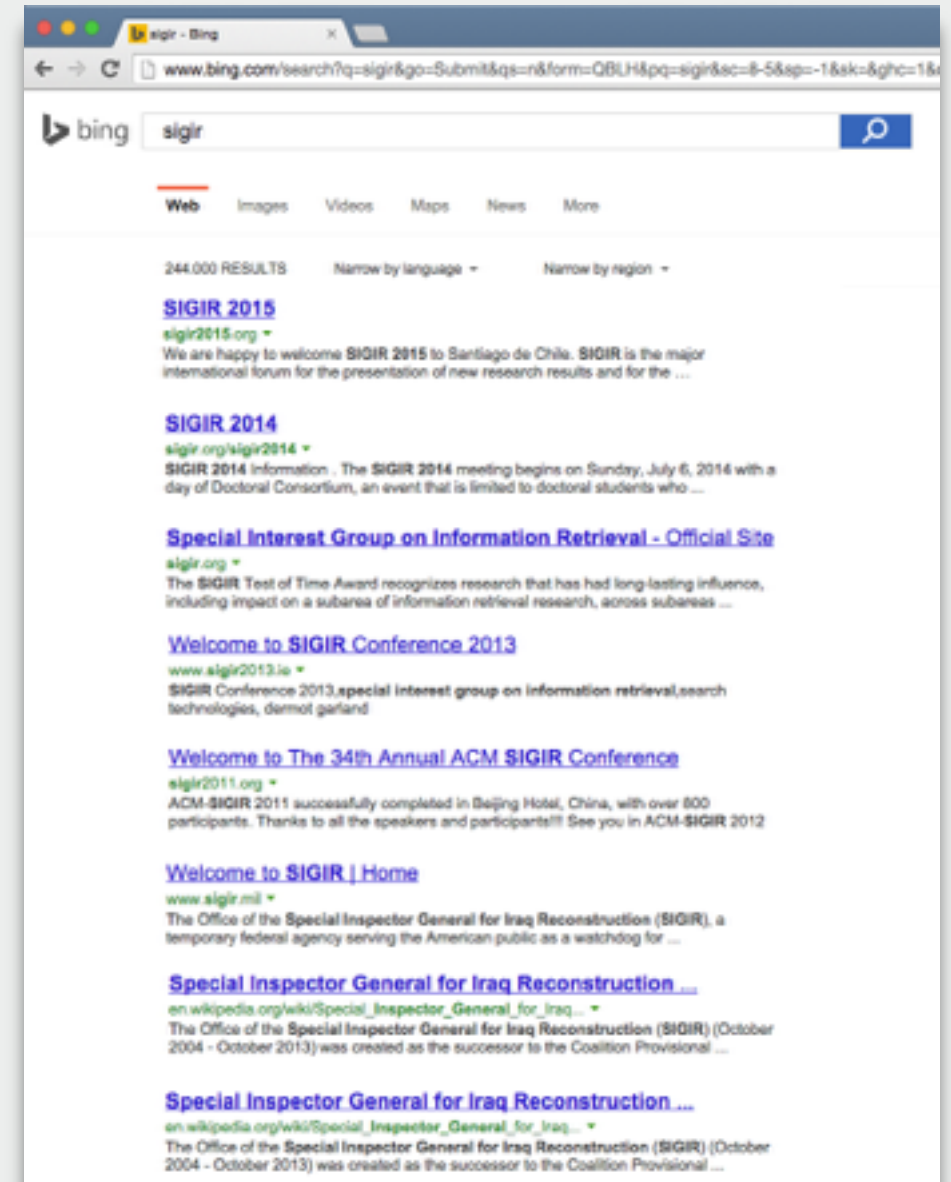 sigir - Bing
www.bing.com/search?q=sigir&go=Submit&qs=n&form=QBLH&pq=sigir&sc=8-5&sp=-1&sk=&ghc=1&
bing sigir
Web Images Videos Maps News More
244.000 RESULTS Narrow by language Narrow by region
SIGIR 2015
sigir2015.org
We are happy to welcome SIGIR 2015 to Santiago de Chile. SIGIR is the major
international forum for the presentation of new research results and for the ...
SIGIR 2014
sigir.org/sigir2014
SIGIR 2014 Information . The SIGIR 2014 meeting begins on Sunday, July 6, 2014 with a
day of Doctoral Consortium, an event that is limited to doctoral students who ...
Special Interest Group on Information Retrieval - Official Site
sigir.org
The SIGIR Test of Time Award recognizes research that has had long-lasting influence,
including impact on a subarea of information retrieval research, across subareas ...
Welcome to SIGIR Conference 2013
www.sigir2013.ie
SIGIR Conference 2013,special interest group on information retrieval,search
technologies, dermot garland
Welcome to The 34th Annual ACM SIGIR Conference
sigir2011.org
ACM-SIGIR 2011 successfully completed in Beijing Hotel, China, with over 800
participants. Thanks to all the speakers and participants!!! See you in ACM-SIGIR 2012
Welcome to SIGIR | Home
www.sigir.mil
The Office of the Special Inspector General for Iraq Reconstruction (SIGIR), a
temporary federal agency serving the American public as a watchdog for ...
Special Inspector General for Iraq Reconstruction ...
en.wikipedia.org/wiki/Special_Inspector_General_for_Iraq...
The Office of the Special Inspector General for Iraq Reconstruction (SIGIR) (October
2004 - October 2013) was created as the successor to the Coalition Provisional ...
Special Inspector General for Iraq Reconstruction ...
en.wikipedia.org/wiki/Special_Inspector_General_for_Iraq...
The Office of the Special Inspector General for Iraq Reconstruction (SIGIR) (October
2004 - October 2013) was created as the successor to the Coalition Provisional ...